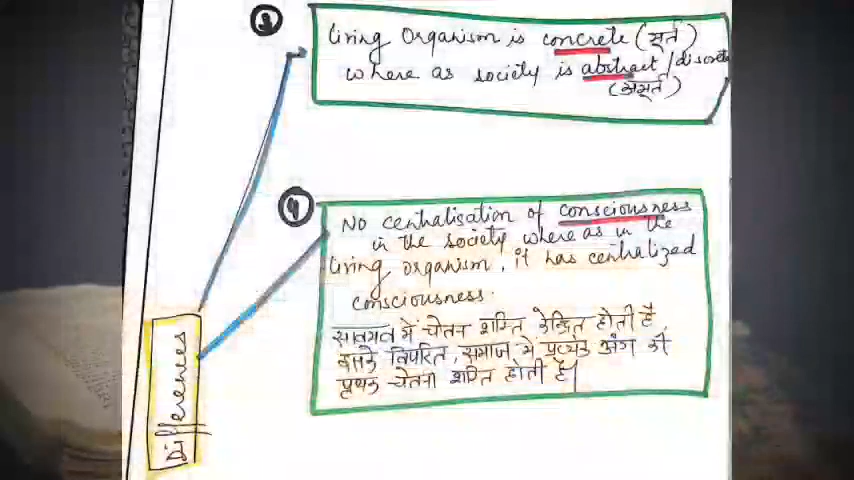 3
Living Organism is concrete (मूर्त)
where as society is abstract / discrete
(अमूर्त)
4
No centralisation of consciousness
in the society where as in the
living organism, it has centralized
consciousness.
सावयव में चेतन शक्ति केन्द्रित होती है,
इसके विपरित, समाज मे प्रत्येक अंग की
पृथक चेतना शक्ति होती है|
Differences